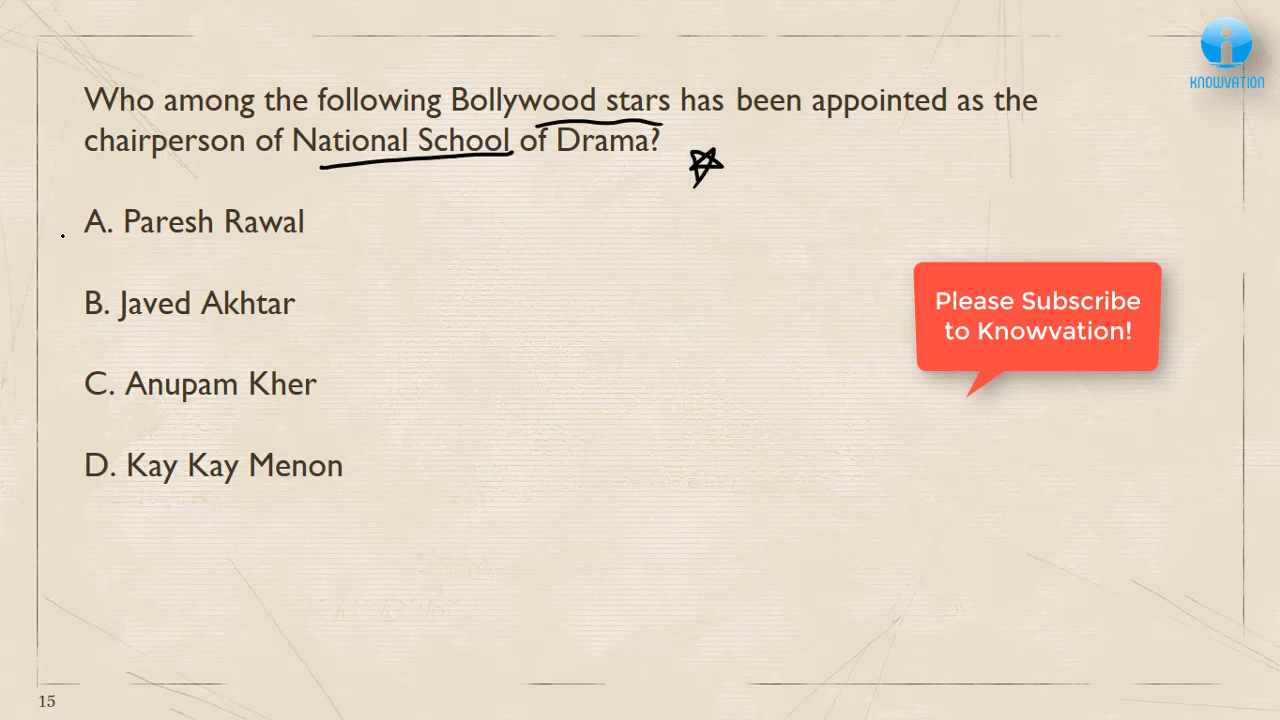 KNOWVATION
Who among the following Bollywood stars has been appointed as the
chairperson of National School of Drama?
A. Paresh Rawal
B. Javed Akhtar
C. Anupam Kher
D. Kay Kay Menon
Please Subscribe
to Knowvation!
15